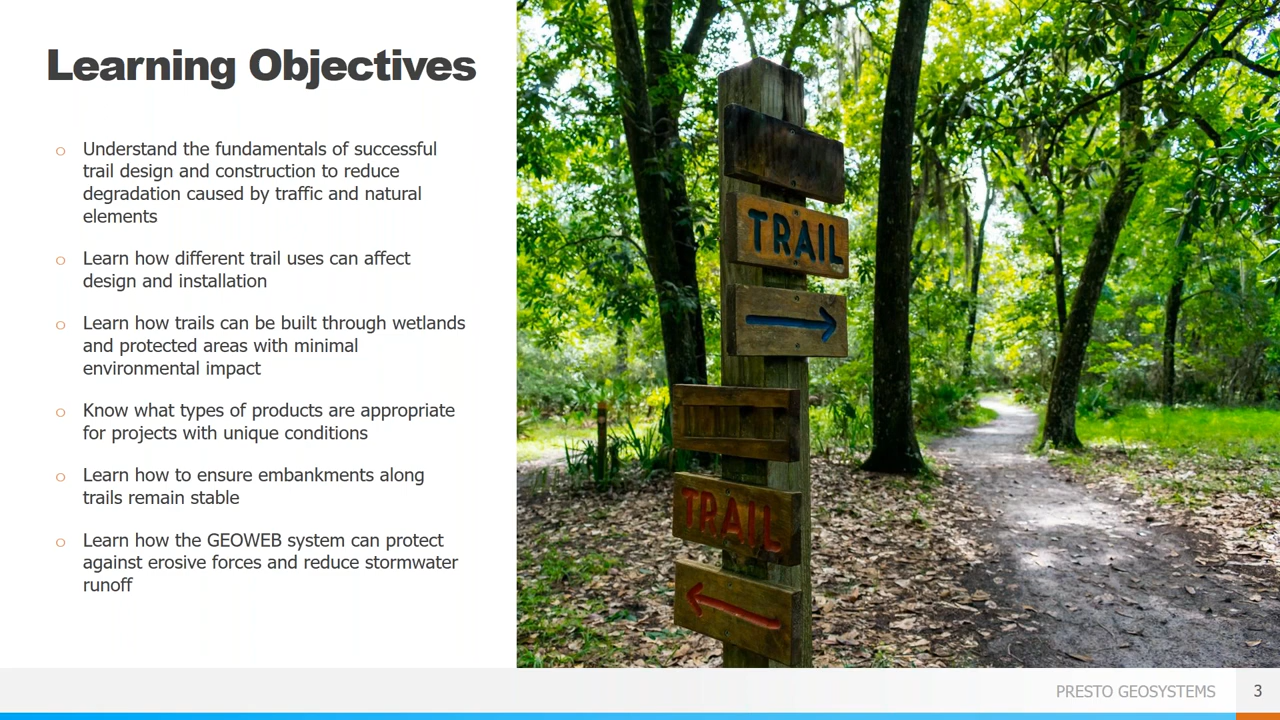 Learning Objectives
o Understand the fundamentals of successful
trail design and construction to reduce
degradation caused by traffic and natural
elements
o Learn how different trail uses can affect
design and installation
o Learn how trails can be built through wetlands
and protected areas with minimal
environmental impact
o Know what types of products are appropriate
for projects with unique conditions
o Learn how to ensure embankments along
trails remain stable
o Learn how the GEOWEB system can protect
against erosive forces and reduce stormwater
runoff
TRAIL
TRAIL
PRESTO GEOSYSTEMS
3